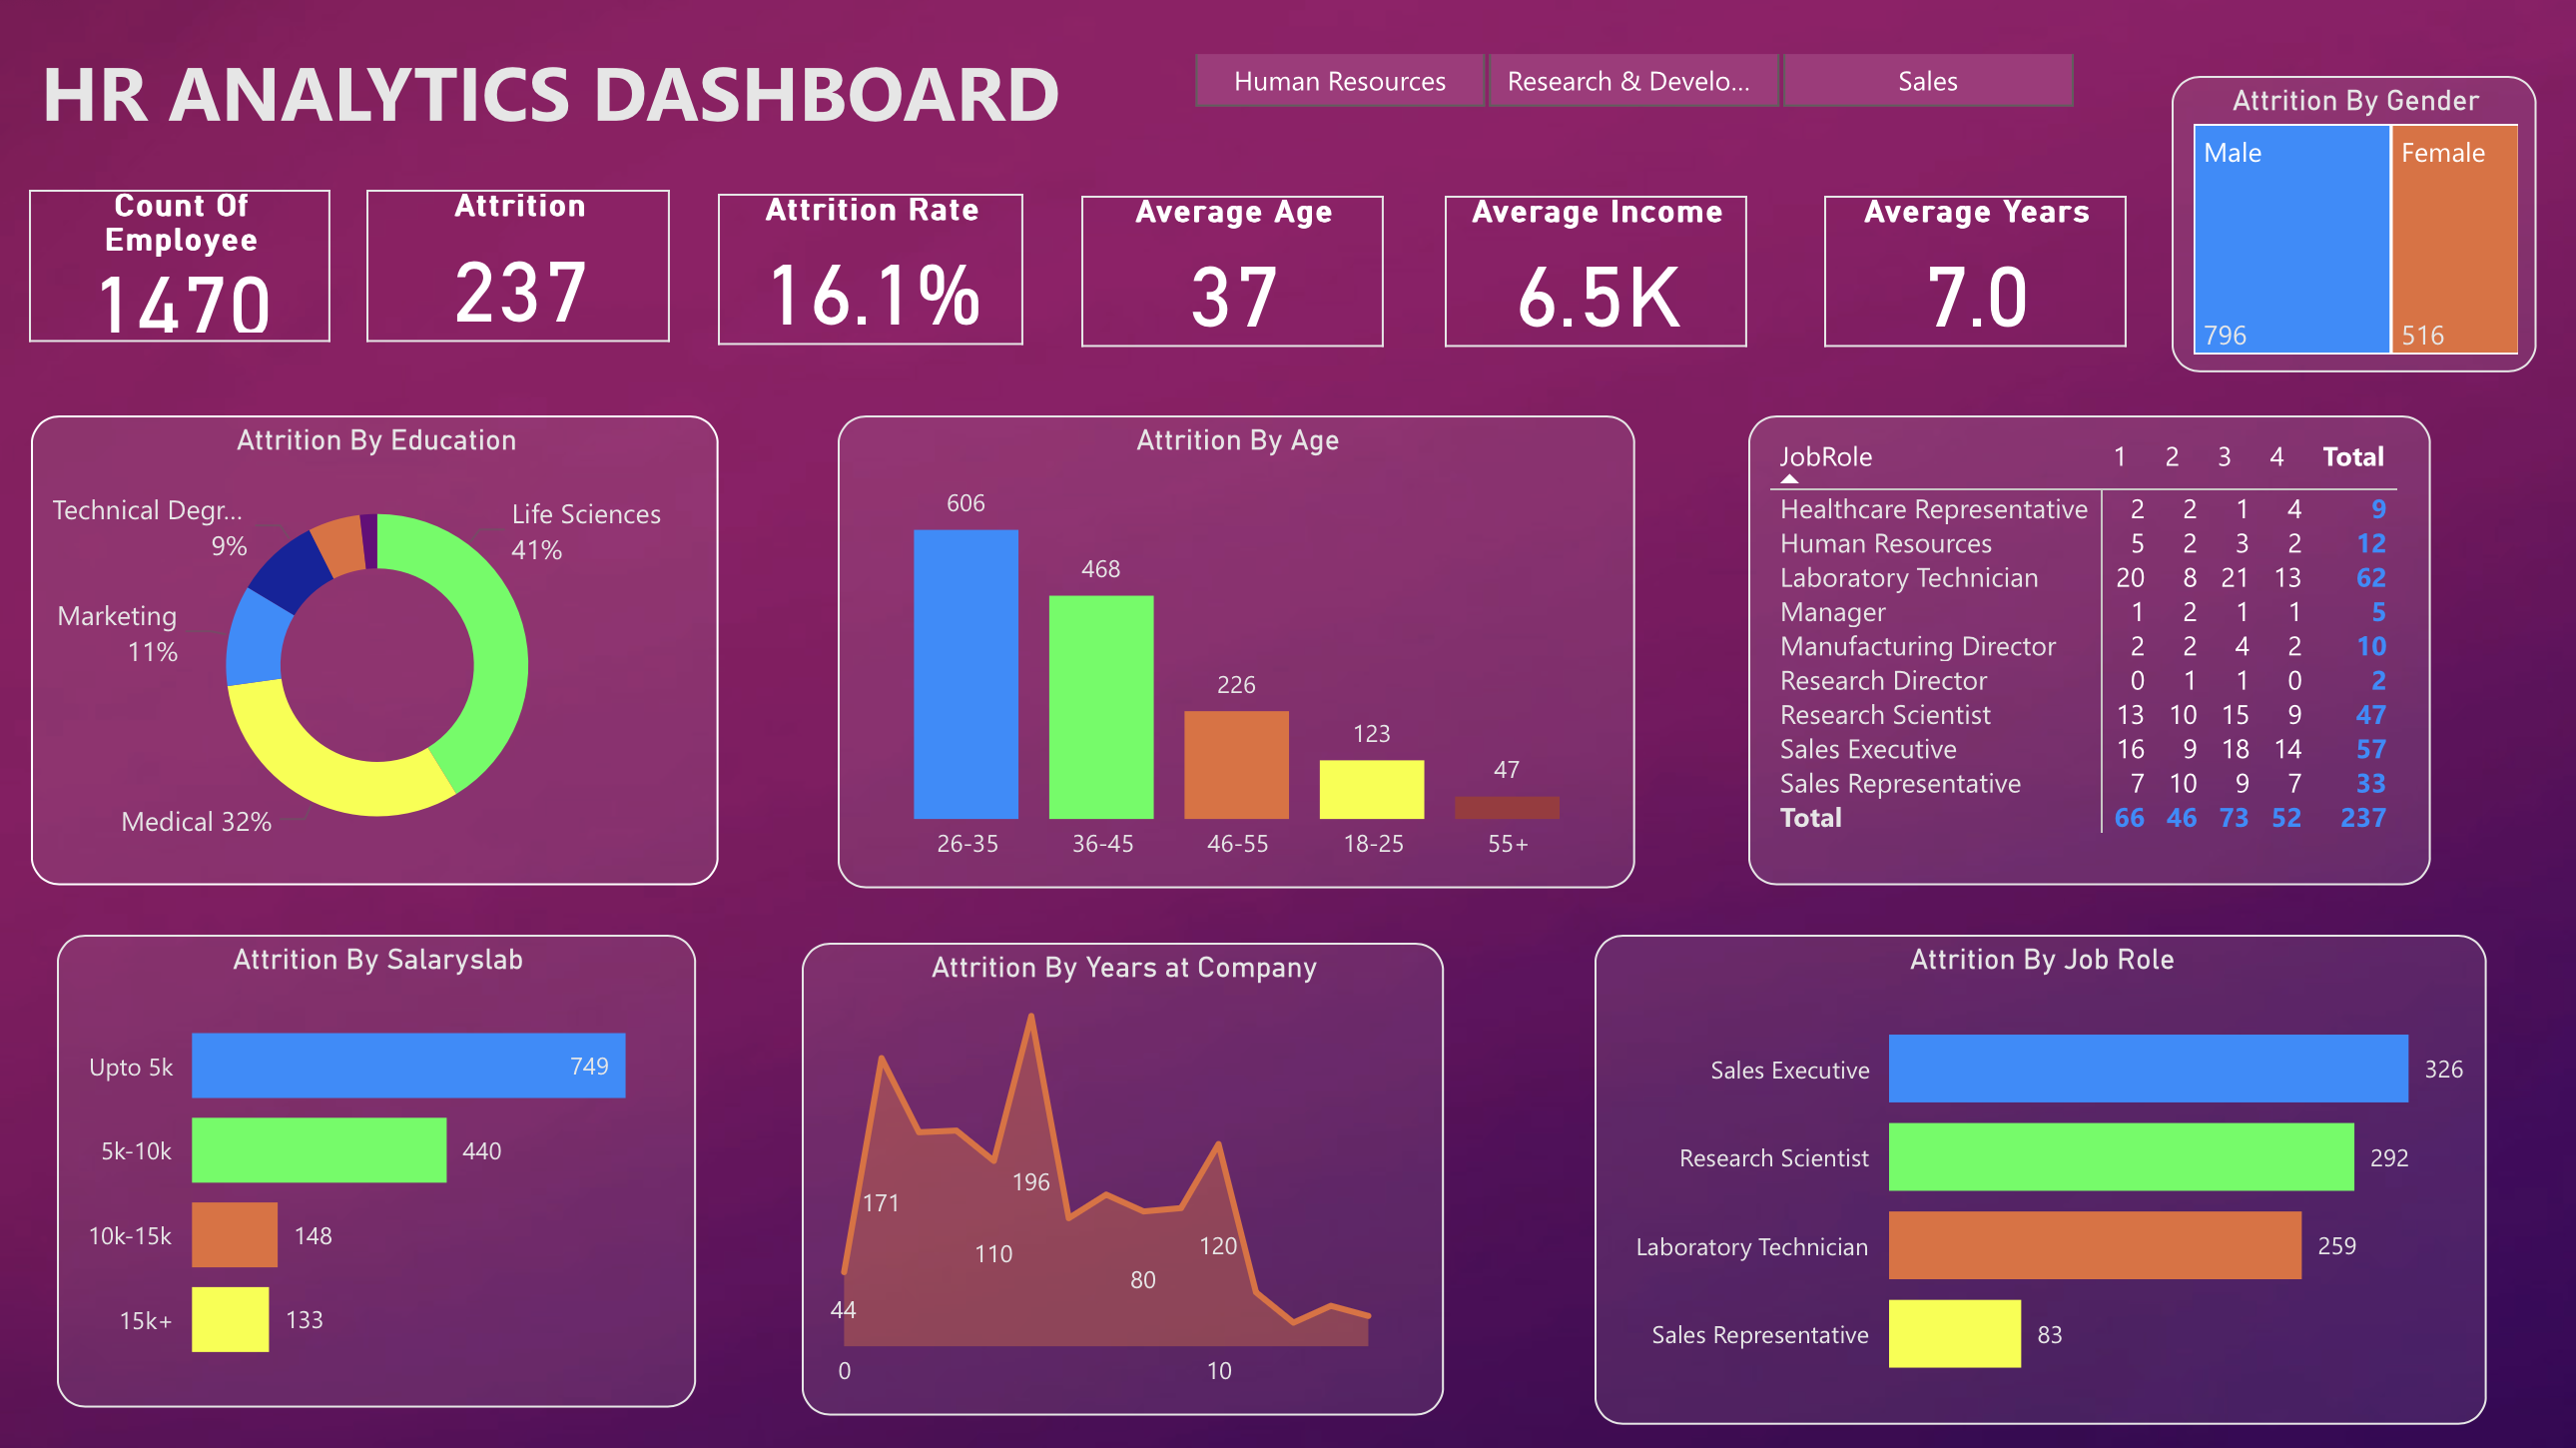 HR ANALYTICS DASHBOARD
Human Resources
Research & Develo...
Sales
Attrition By Gender
Male
Female
796
516
Count Of
Employee
1470
Attrition
237
Attrition Rate
16.1%
Average Age
37
Average Income
6.5K
Average Years
7.0
Attrition By Education
Technical Degr...
9%
Life Sciences
41%
Marketing
11%
Medical 32%
Attrition By Age
606
468
226
123
47
26-35 36-45 46-55 18-25 55+
JobRole 1 2 3 4 Total
Healthcare Representative 2 2 1 4 9
Human Resources 5 2 3 2 12
Laboratory Technician 20 8 21 13 62
Manager 1 2 1 1 5
Manufacturing Director 2 2 4 2 10
Research Director 0 1 1 0 2
Research Scientist 13 10 15 9 47
Sales Executive 16 9 18 14 57
Sales Representative 7 10 9 7 33
Total 66 46 73 52 237
Attrition By Salaryslab
Upto 5k 749
5k-10k 440
10k-15k 148
15k+ 133
Attrition By Years at Company
196
171
120
110
80
44
0 10
Attrition By Job Role
Sales Executive 326
Research Scientist 292
Laboratory Technician 259
Sales Representative 83